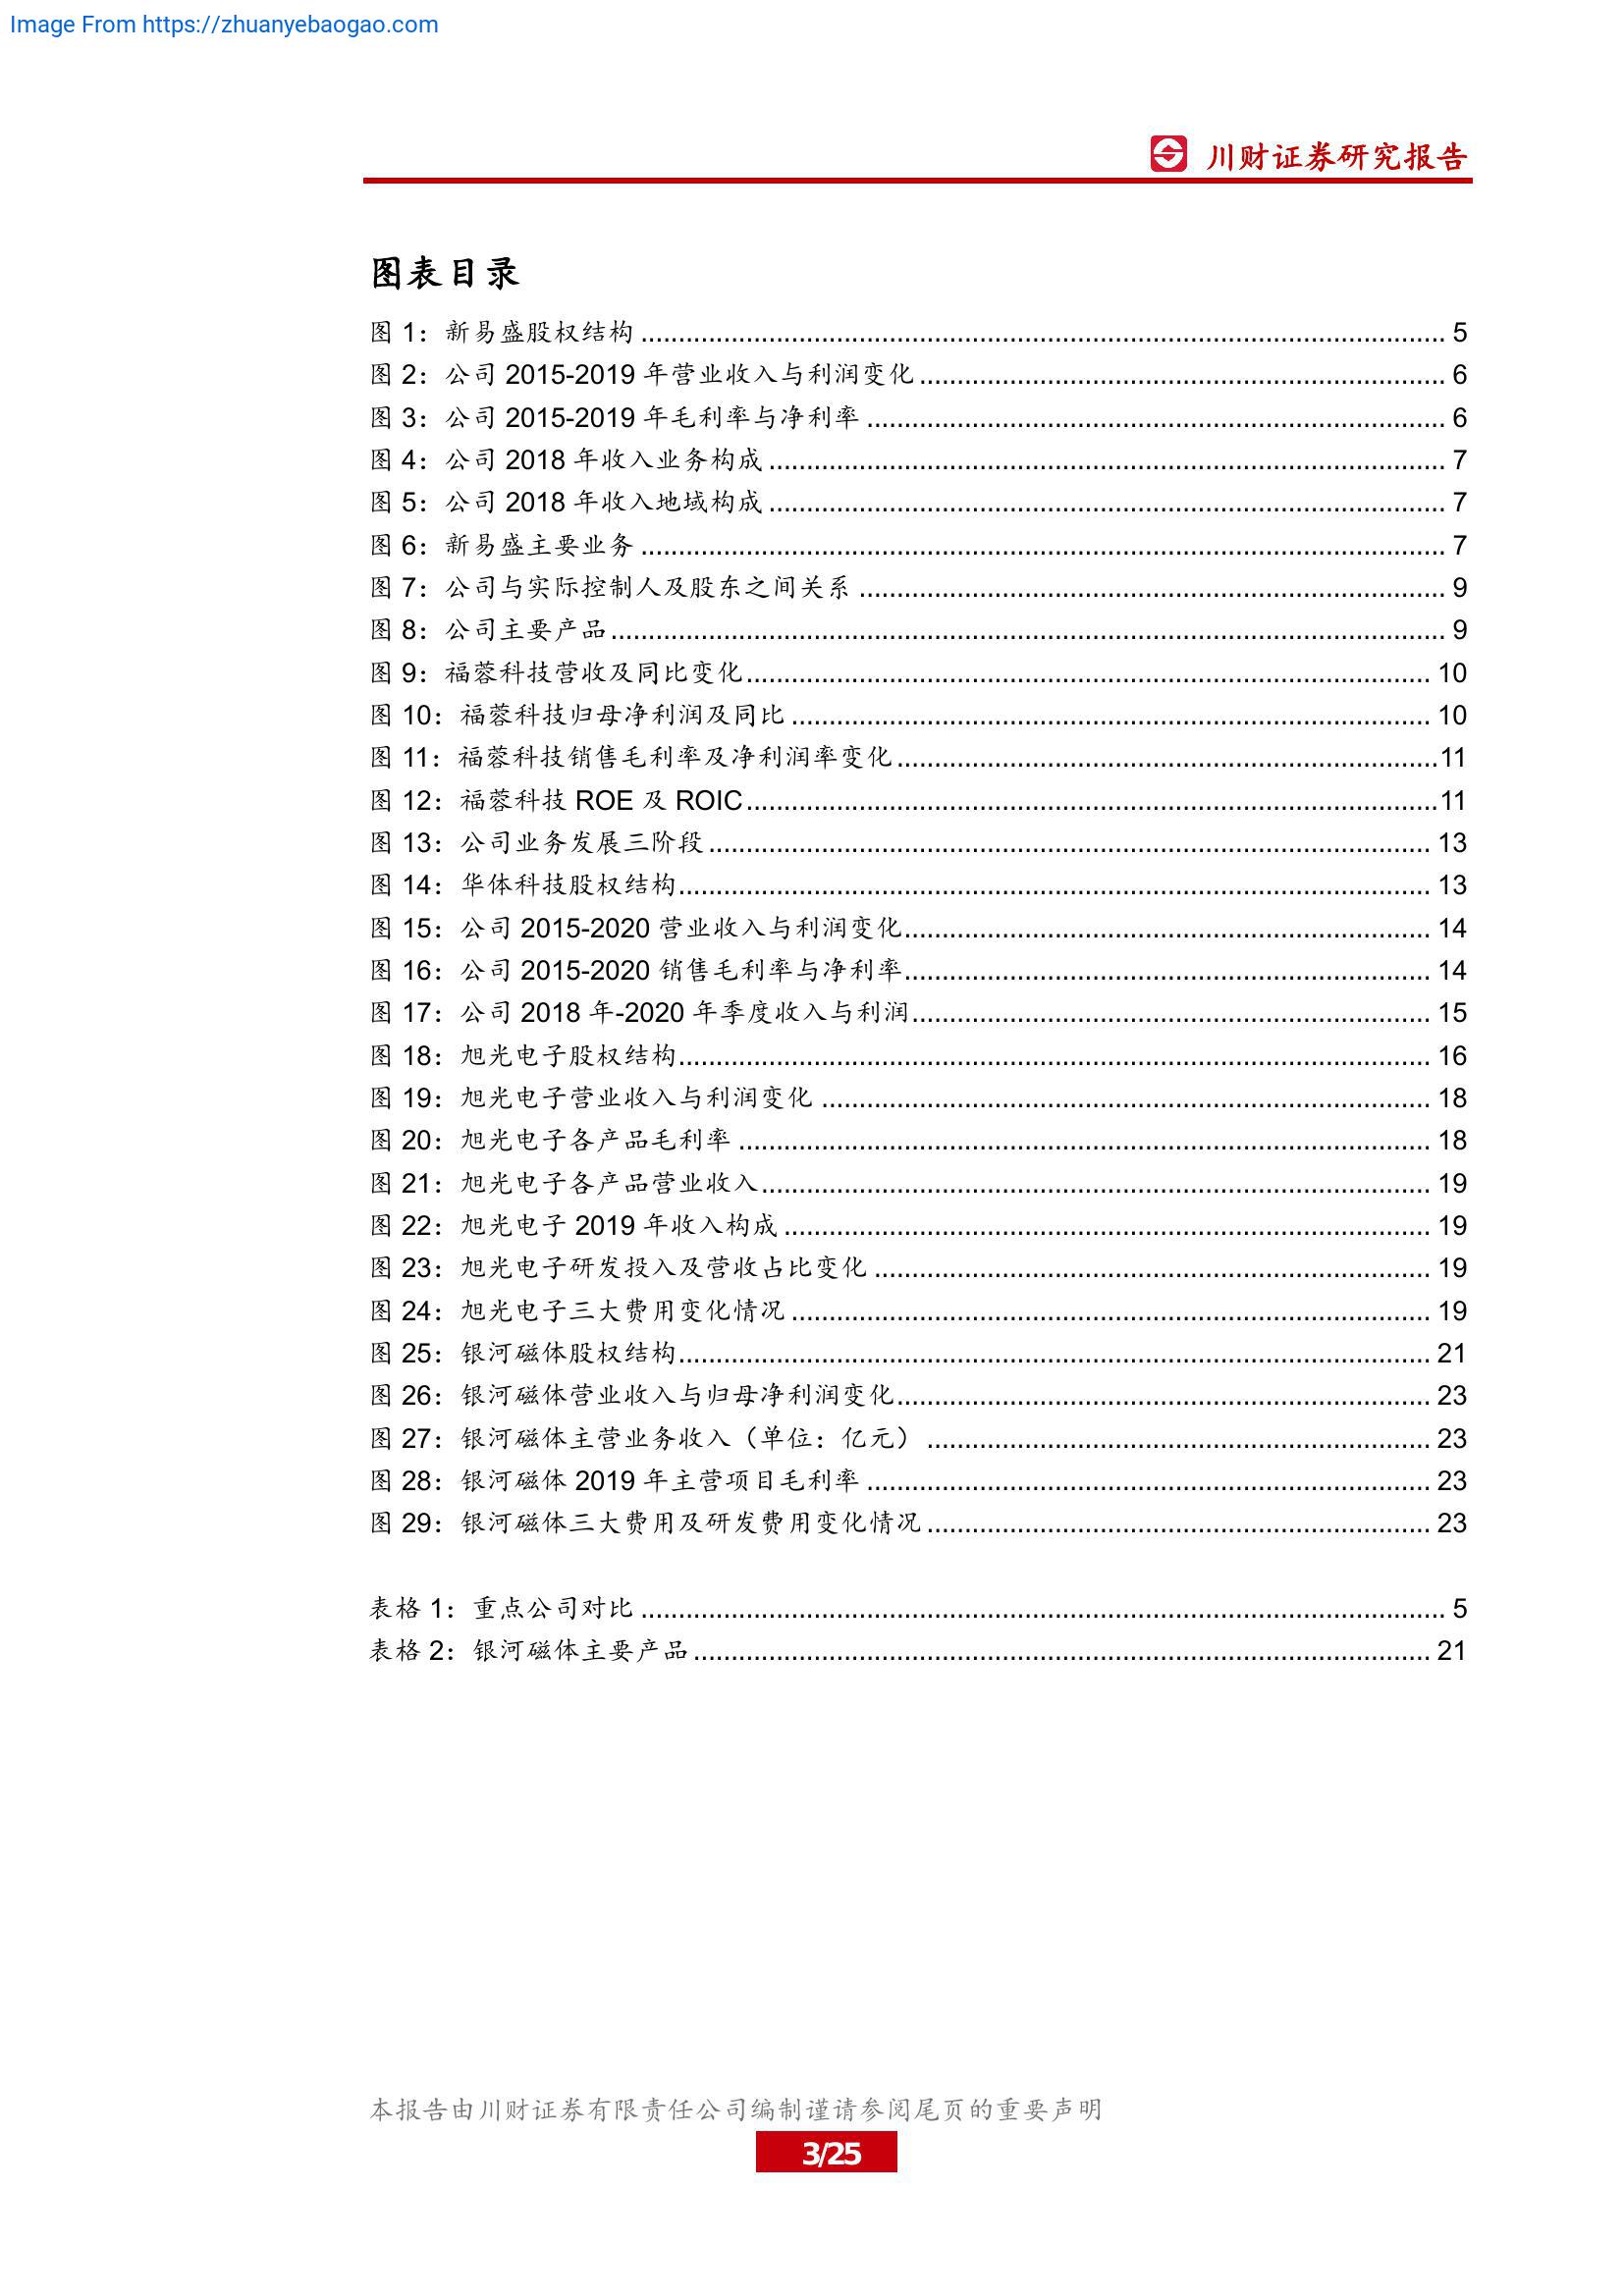 Image From https://zhuanyebaogao.com
川财证券研究报告
图表目录
图 1：新易盛股权结构 ........................ 5
图 2：公司 2015-2019 年营业收入与利润变化 ........................ 6
图 3：公司 2015-2019 年毛利率与净利率 ........................ 6
图 4：公司 2018 年收入业务构成 ........................ 7
图 5：公司 2018 年收入地域构成 ........................ 7
图 6：新易盛主要业务 ........................ 7
图 7：公司与实际控制人及股东之间关系 ........................ 9
图 8：公司主要产品 ........................ 9
图 9：福蓉科技营收及同比变化 ........................ 10
图 10：福蓉科技归母净利润及同比 ........................ 10
图 11：福蓉科技销售毛利率及净利润率变化 ........................ 11
图 12：福蓉科技 ROE 及 ROIC ........................ 11
图 13：公司业务发展三阶段 ........................ 13
图 14：华体科技股权结构 ........................ 13
图 15：公司 2015-2020 营业收入与利润变化 ........................ 14
图 16：公司 2015-2020 销售毛利率与净利率 ........................ 14
图 17：公司 2018 年-2020 年季度收入与利润 ........................ 15
图 18：旭光电子股权结构 ........................ 16
图 19：旭光电子营业收入与利润变化 ........................ 18
图 20：旭光电子各产品毛利率 ........................ 18
图 21：旭光电子各产品营业收入 ........................ 19
图 22：旭光电子 2019 年收入构成 ........................ 19
图 23：旭光电子研发投入及营收占比变化 ........................ 19
图 24：旭光电子三大费用变化情况 ........................ 19
图 25：银河磁体股权结构 ........................ 21
图 26：银河磁体营业收入与归母净利润变化 ........................ 23
图 27：银河磁体主营业务收入（单位：亿元） ........................ 23
图 28：银河磁体 2019 年主营项目毛利率 ........................ 23
图 29：银河磁体三大费用及研发费用变化情况 ........................ 23
表格 1：重点公司对比 ........................ 5
表格 2：银河磁体主要产品 ........................ 21
本报告由川财证券有限责任公司编制谨请参阅尾页的重要声明
3/25